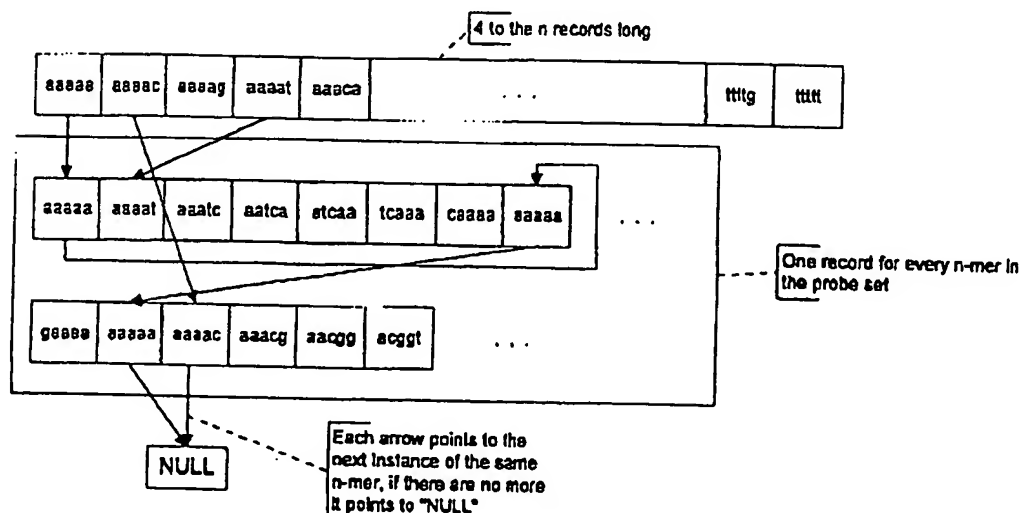 4 to the n records long
aaaaa aaaac aaaag aaaat aaaca ... ttttg ttttt
aaaaa aaaat aaatc aatca atcaa tcaaa caaaa aaaaa ...
One record for every n-mer in
the probe set
gaaaa aaaaa aaaac aaacg aacgg acggt ...
Each arrow points to the
next instance of the same
n-mer, if there are no more
it points to "NULL"
NULL